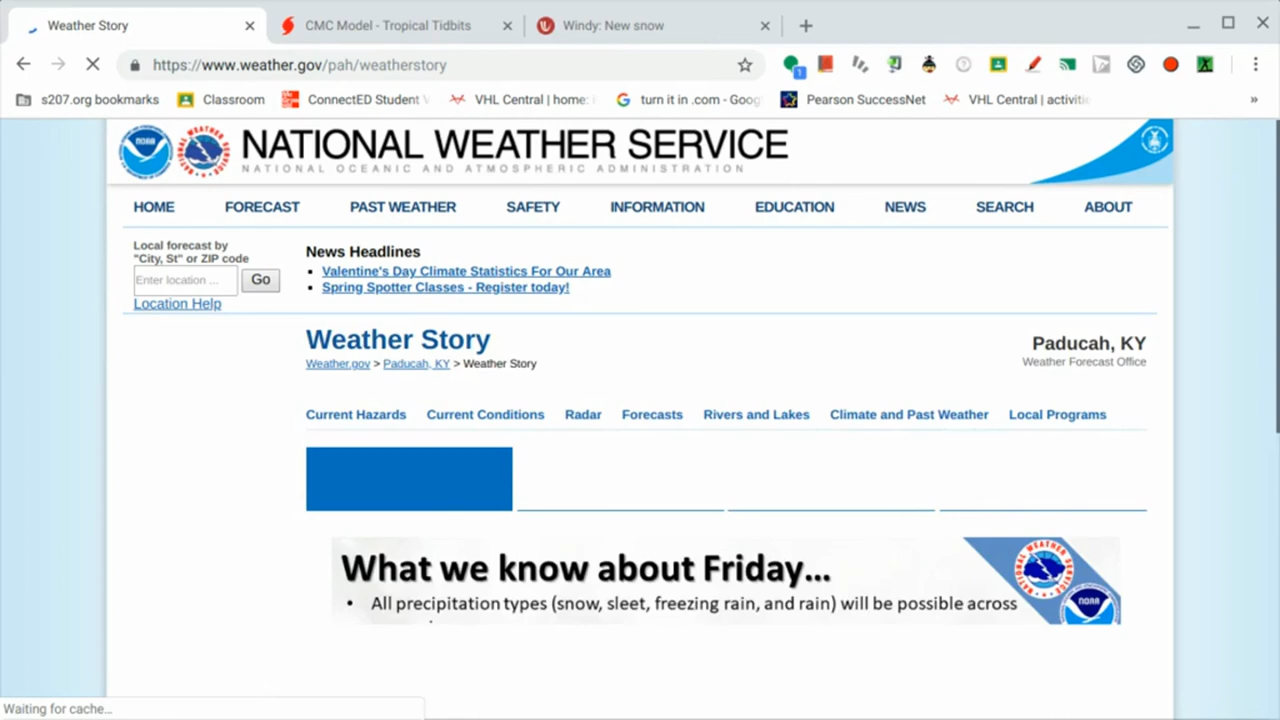 Weather Story
CMC Model - Tropical Tidbits
Windy: New snow
https://www.weather.gov/pah/weatherstory
1
s207.org bookmarks
Classroom
ConnectED Student
VHL Central | home:
turn it in .com - Goog
Pearson SuccessNet
VHL Central | activitie
NOAA
NATIONAL WEATHER SERVICE
NATIONAL OCEANIC AND ATMOSPHERIC ADMINISTRATION
HOME FORECAST PAST WEATHER SAFETY INFORMATION EDUCATION NEWS SEARCH ABOUT
Local forecast by
"City, St" or ZIP code
Enter location ...
Go
Location Help
News Headlines
Valentine's Day Climate Statistics For Our Area
Spring Spotter Classes - Register today!
Weather Story
Weather.gov > Paducah, KY > Weather Story
Paducah, KY
Weather Forecast Office
Current Hazards Current Conditions Radar Forecasts Rivers and Lakes Climate and Past Weather Local Programs
What we know about Friday...
• All precipitation types (snow, sleet, freezing rain, and rain) will be possible across
NOAA
Waiting for cache...